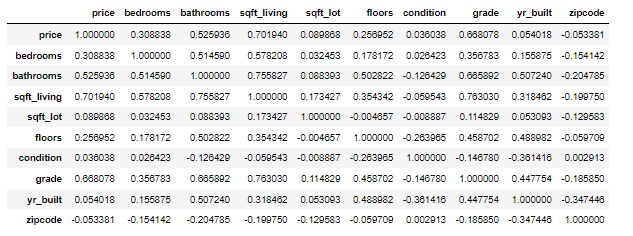 price bedrooms bathrooms sqft_living sqft_lot floors condition grade yr_built zipcode
price 1.000000 0.308838 0.525936 0.701940 0.089868 0.256952 0.036038 0.668078 0.054018 -0.053381
bedrooms 0.308838 1.000000 0.514590 0.578208 0.032453 0.178172 0.026423 0.356783 0.155875 -0.154142
bathrooms 0.525936 0.514590 1.000000 0.755827 0.088393 0.502822 -0.126429 0.665892 0.507240 -0.204785
sqft_living 0.701940 0.578208 0.755827 1.000000 0.173427 0.354342 -0.059543 0.763030 0.318462 -0.199750
sqft_lot 0.089868 0.032453 0.088393 0.173427 1.000000 -0.004657 -0.008887 0.114829 0.053093 -0.129583
floors 0.256952 0.178172 0.502822 0.354342 -0.004657 1.000000 -0.263965 0.458702 0.488982 -0.059709
condition 0.036038 0.026423 -0.126429 -0.059543 -0.008887 -0.263965 1.000000 -0.146780 -0.361416 0.002913
grade 0.668078 0.356783 0.665892 0.763030 0.114829 0.458702 -0.146780 1.000000 0.447754 -0.185850
yr_built 0.054018 0.155875 0.507240 0.318462 0.053093 0.488982 -0.361416 0.447754 1.000000 -0.347446
zipcode -0.053381 -0.154142 -0.204785 -0.199750 -0.129583 -0.059709 0.002913 -0.185850 -0.347446 1.000000